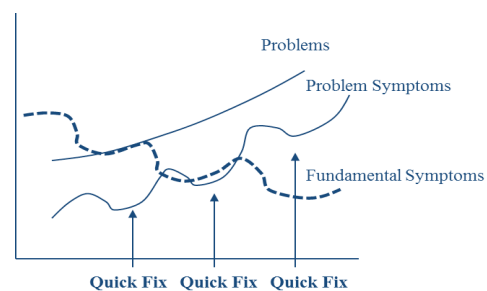 Problems
Problem Symptoms
Fundamental Symptoms
Quick Fix Quick Fix Quick Fix